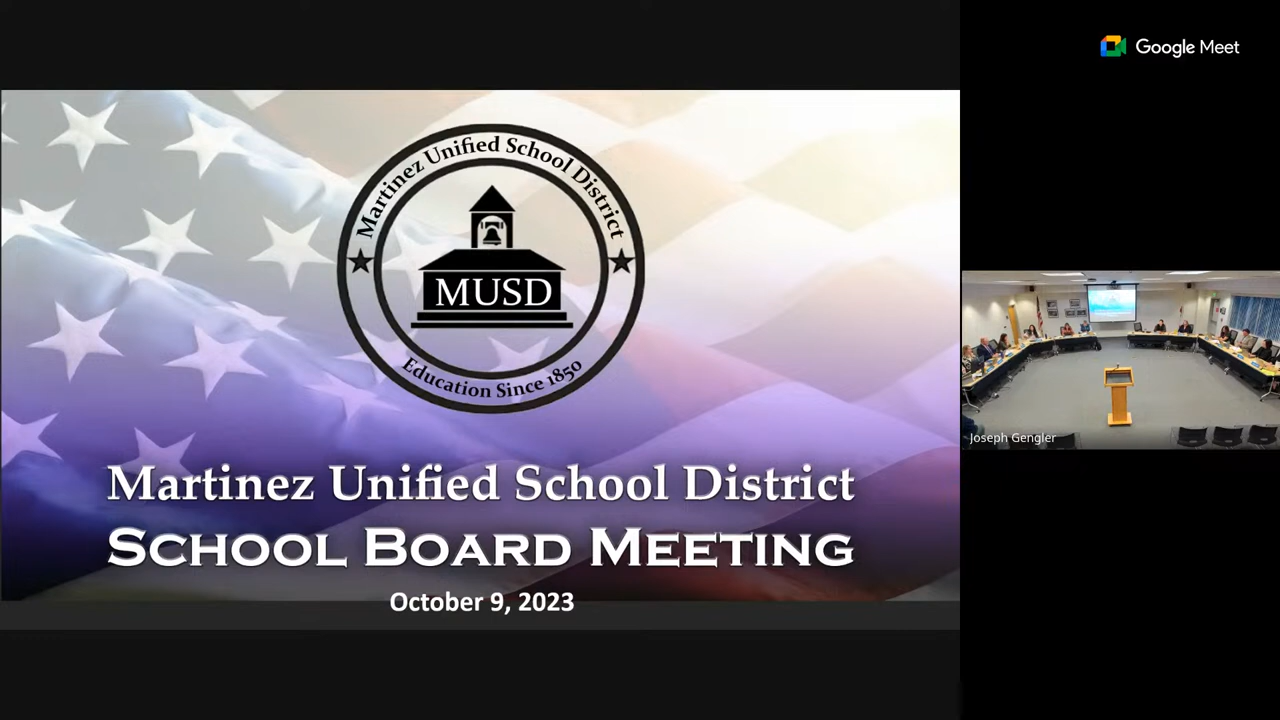 Google Meet
Martinez Unified School District
MUSD
Education Since 1850
Martinez Unified School District
SCHOOL BOARD MEETING
October 9, 2023
Joseph Gengler